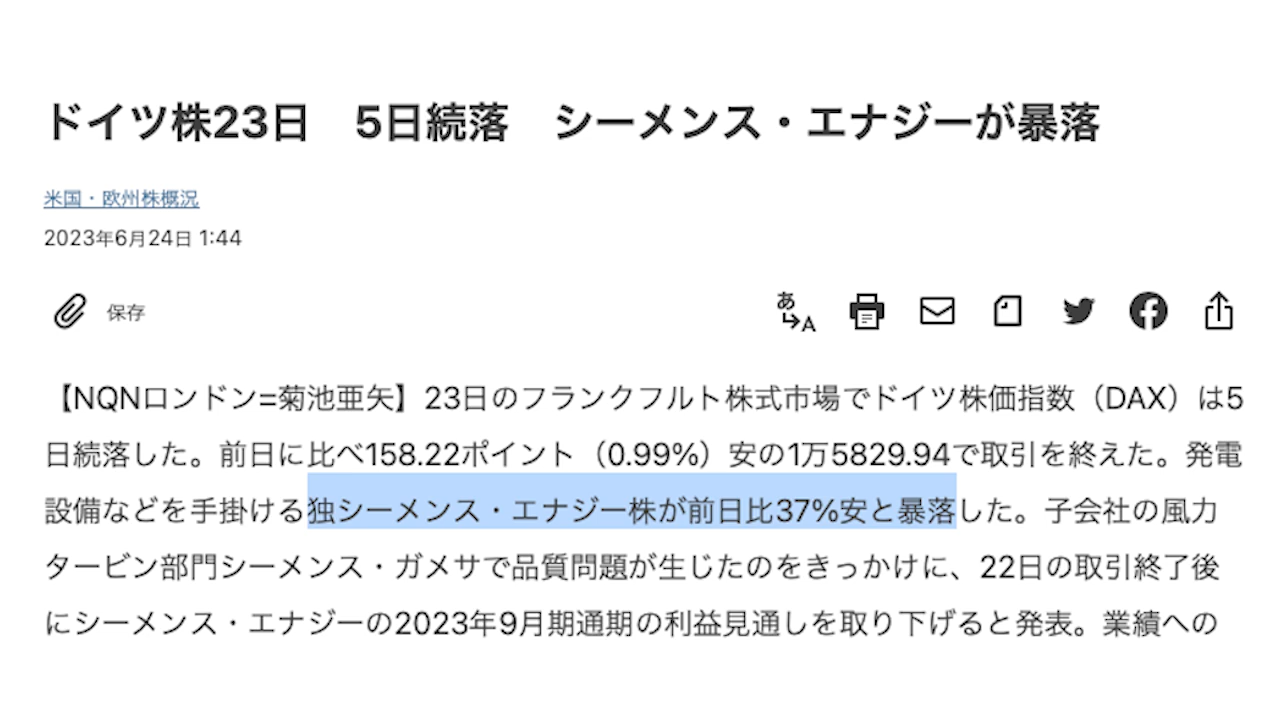 ドイツ株23日　5日続落　シーメンス・エナジーが暴落
米国・欧州株概況
2023年6月24日 1:44
保存
あ
A
【NQNロンドン=菊池亜矢】23日のフランクフルト株式市場でドイツ株価指数（DAX）は5
日続落した。前日に比べ158.22ポイント（0.99%）安の1万5829.94で取引を終えた。発電
設備などを手掛ける独シーメンス・エナジー株が前日比37%安と暴落した。子会社の風力
タービン部門シーメンス・ガメサで品質問題が生じたのをきっかけに、22日の取引終了後
にシーメンス・エナジーの2023年9月期通期の利益見通しを取り下げると発表。業績への